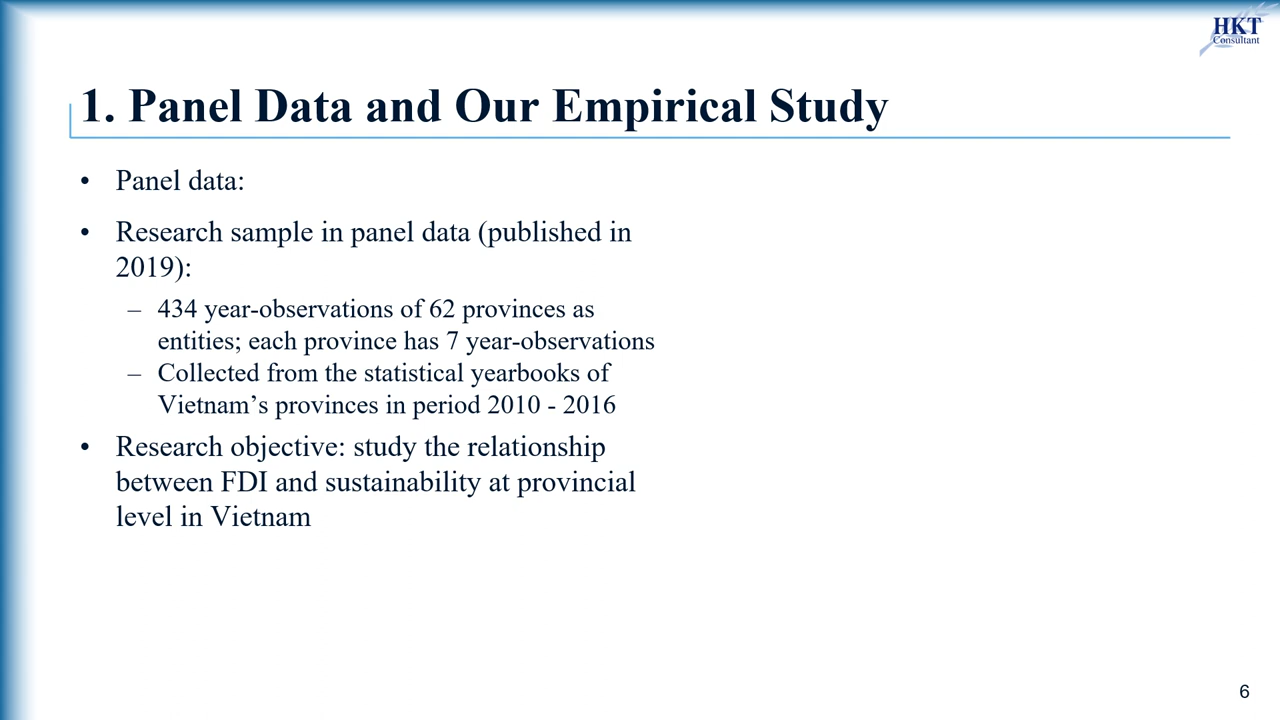 HKT
Consultant
1. Panel Data and Our Empirical Study
• Panel data:
• Research sample in panel data (published in
2019):
– 434 year-observations of 62 provinces as
entities; each province has 7 year-observations
– Collected from the statistical yearbooks of
Vietnam’s provinces in period 2010 - 2016
• Research objective: study the relationship
between FDI and sustainability at provincial
level in Vietnam
6